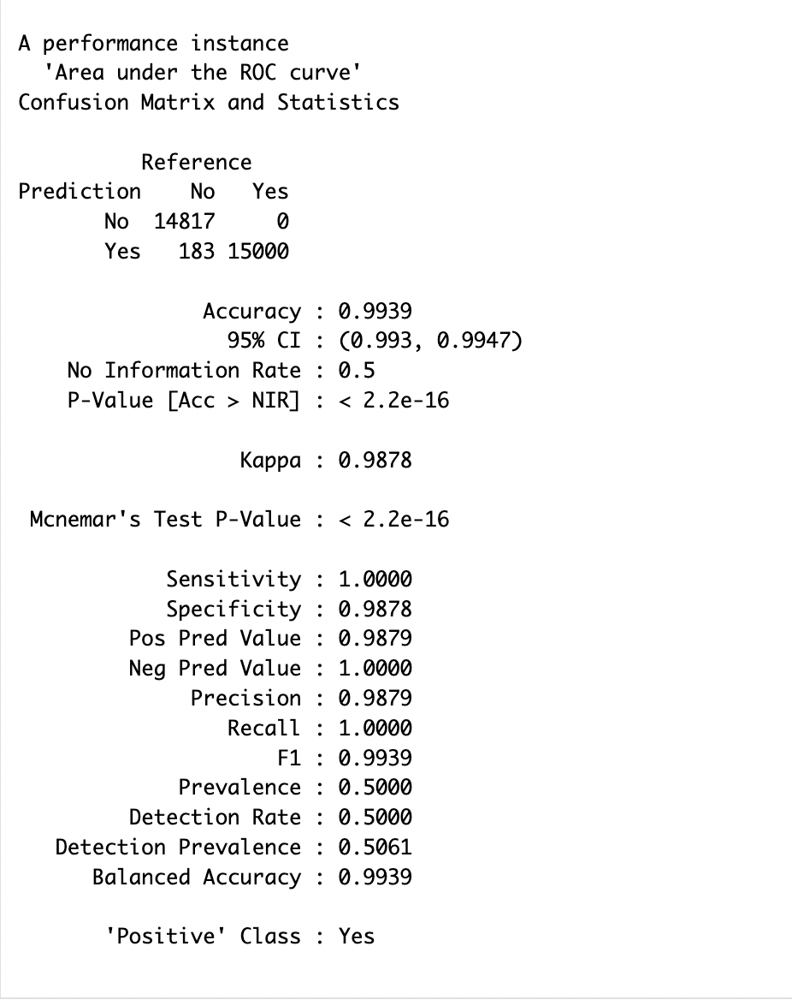 A performance instance
  'Area under the ROC curve'
Confusion Matrix and Statistics

          Reference
Prediction    No   Yes
       No  14817     0
       Yes   183 15000

               Accuracy : 0.9939
                 95% CI : (0.993, 0.9947)
    No Information Rate : 0.5
    P-Value [Acc > NIR] : < 2.2e-16

                  Kappa : 0.9878

 Mcnemar's Test P-Value : < 2.2e-16

            Sensitivity : 1.0000
            Specificity : 0.9878
         Pos Pred Value : 0.9879
         Neg Pred Value : 1.0000
              Precision : 0.9879
                 Recall : 1.0000
                     F1 : 0.9939
             Prevalence : 0.5000
         Detection Rate : 0.5000
   Detection Prevalence : 0.5061
      Balanced Accuracy : 0.9939

       'Positive' Class : Yes